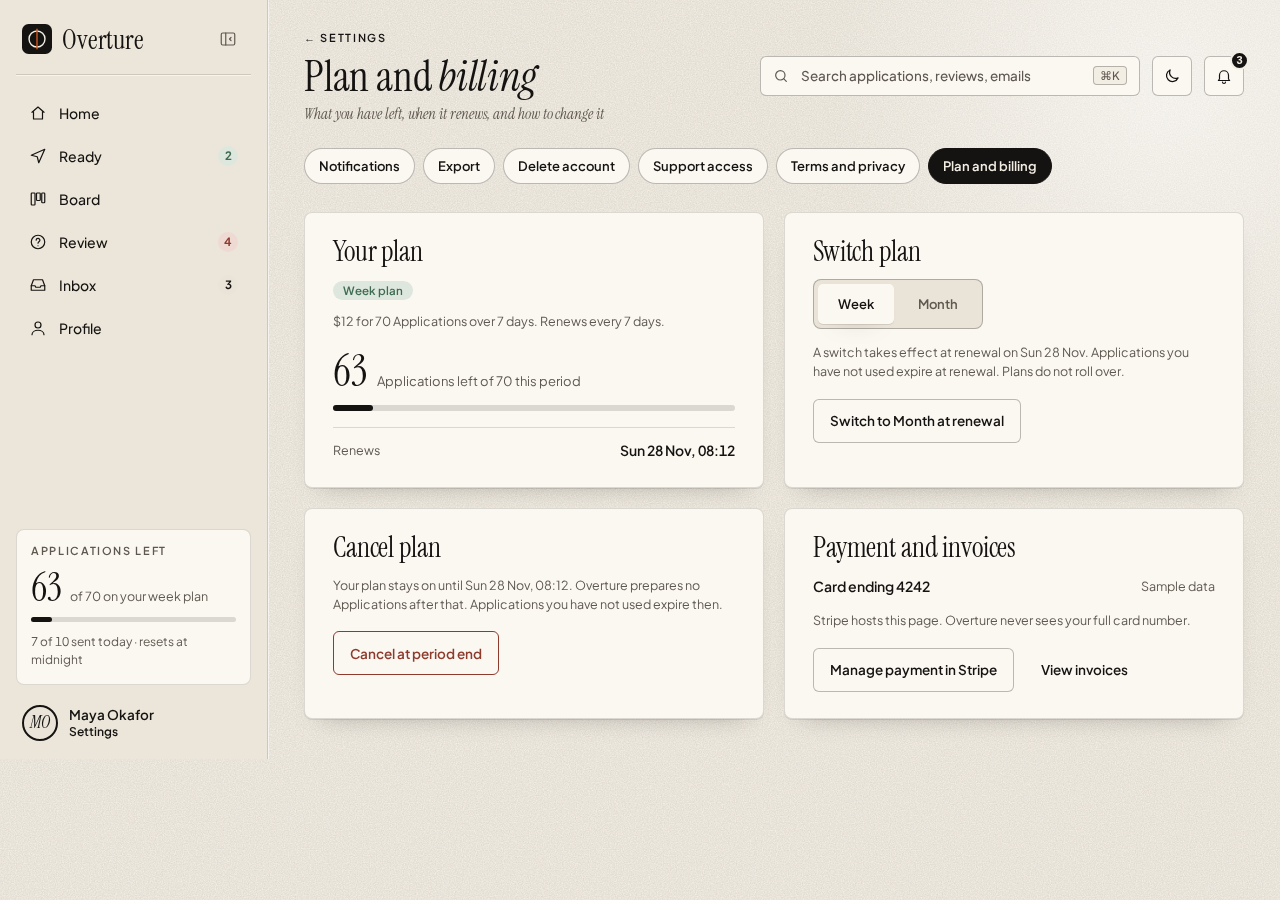 Overture
Home
Ready 2
Board
Review 4
Inbox 3
Profile
APPLICATIONS LEFT
63 of 70 on your week plan
7 of 10 sent today · resets at
midnight
MO
Maya Okafor
Settings
← SETTINGS
Plan and billing
What you have left, when it renews, and how to change it
Search applications, reviews, emails ⌘K
3
Notifications
Export
Delete account
Support access
Terms and privacy
Plan and billing
Your plan
Week plan
$12 for 70 Applications over 7 days. Renews every 7 days.
63 Applications left of 70 this period
Renews Sun 28 Nov, 08:12
Switch plan
Week Month
A switch takes effect at renewal on Sun 28 Nov. Applications you
have not used expire at renewal. Plans do not roll over.
Switch to Month at renewal
Cancel plan
Your plan stays on until Sun 28 Nov, 08:12. Overture prepares no
Applications after that. Applications you have not used expire then.
Cancel at period end
Payment and invoices
Card ending 4242 Sample data
Stripe hosts this page. Overture never sees your full card number.
Manage payment in Stripe
View invoices